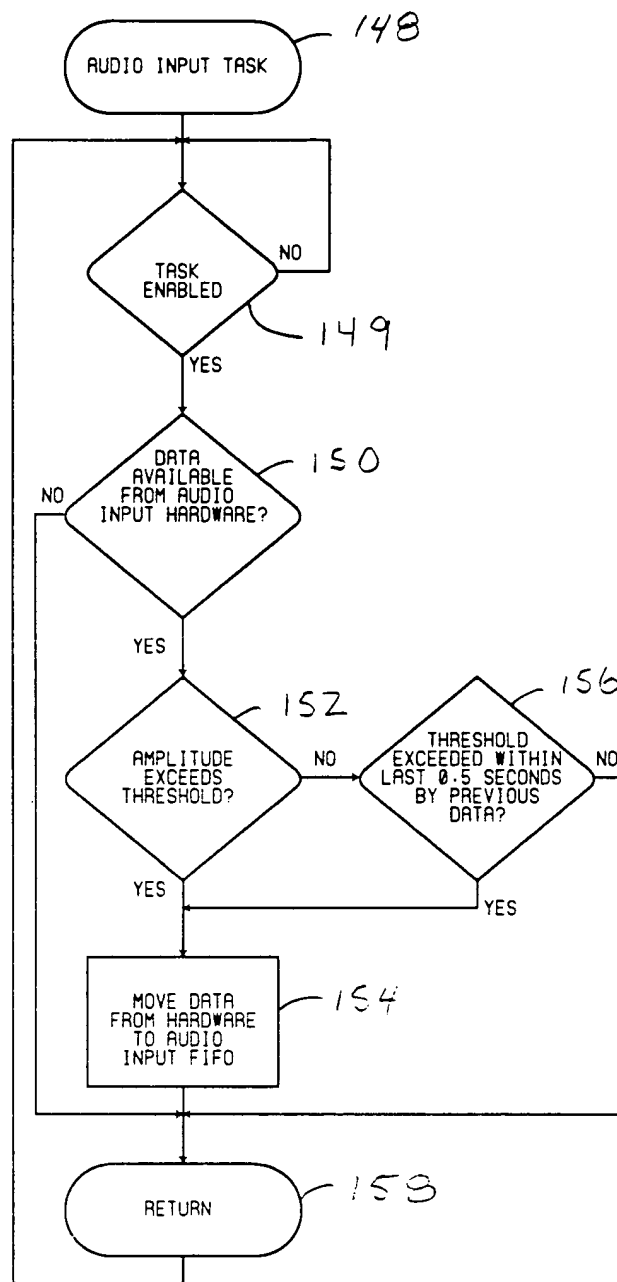 148
AUDIO INPUT TASK
NO
TASK
ENABLED
149
YES
150
DATA
AVAILABLE
FROM AUDIO
INPUT HARDWARE?
NO
YES
152
156
AMPLITUDE
EXCEEDS
THRESHOLD?
NO
THRESHOLD
EXCEEDED WITHIN
LAST 0.5 SECONDS
BY PREVIOUS
DATA?
NO
YES
YES
154
MOVE DATA
FROM HARDWARE
TO AUDIO
INPUT FIFO
158
RETURN